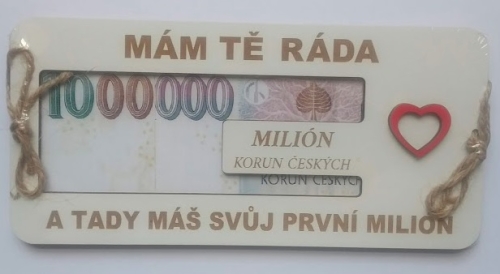 MÁM TĚ RÁDA
1000000
MILIÓN
KORUN ČESKÝCH
KORUN ČESKÝ
A TADY MÁŠ SVŮJ PRVNÍ MILION